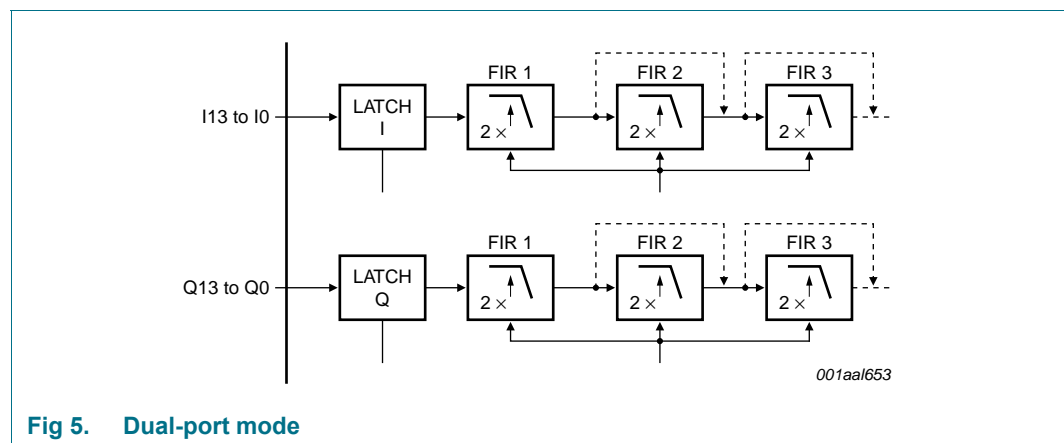 FIR 1 FIR 2 FIR 3
I13 to I0
LATCH
I
2 × 2 × 2 ×
FIR 1 FIR 2 FIR 3
Q13 to Q0
LATCH
Q
2 × 2 × 2 ×
001aal653
Fig 5. Dual-port mode